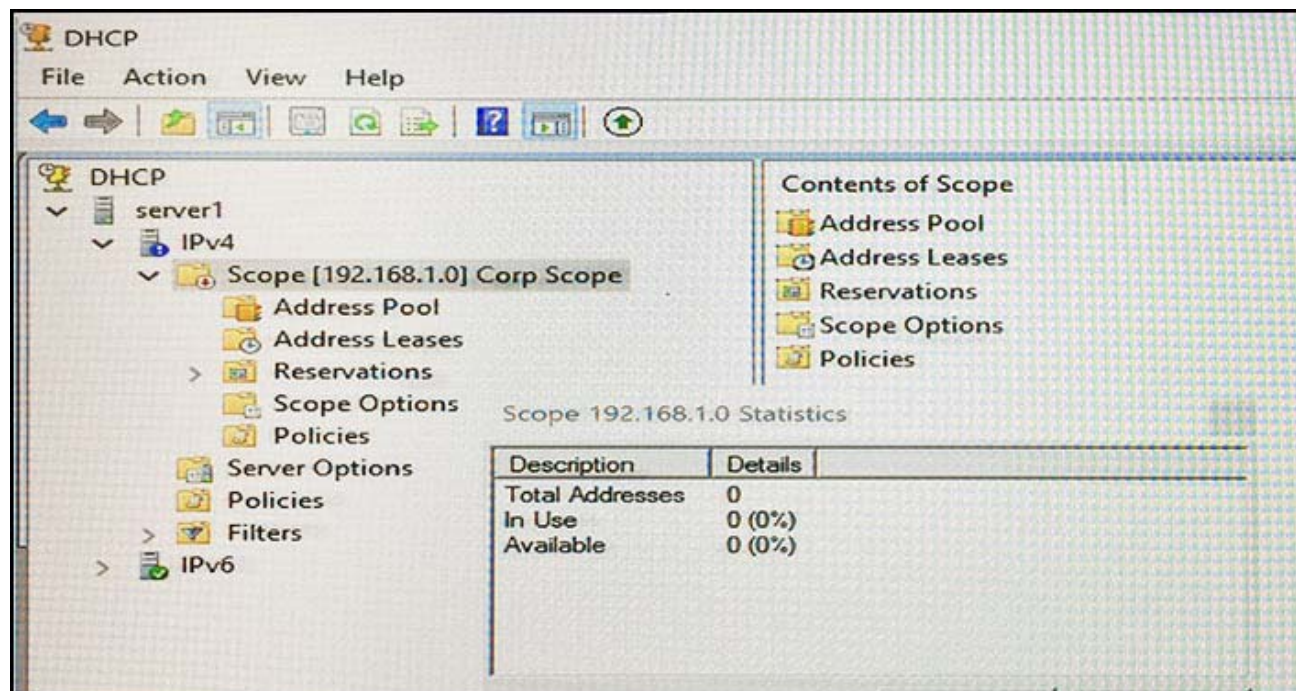 DHCP
File Action View Help
DHCP
server1
IPv4
Scope [192.168.1.0] Corp Scope
Address Pool
Address Leases
Reservations
Scope Options
Policies
Server Options
Policies
Filters
IPv6
Contents of Scope
Address Pool
Address Leases
Reservations
Scope Options
Policies
Scope 192.168.1.0 Statistics
Description Details
Total Addresses 0
In Use 0 (0%)
Available 0 (0%)